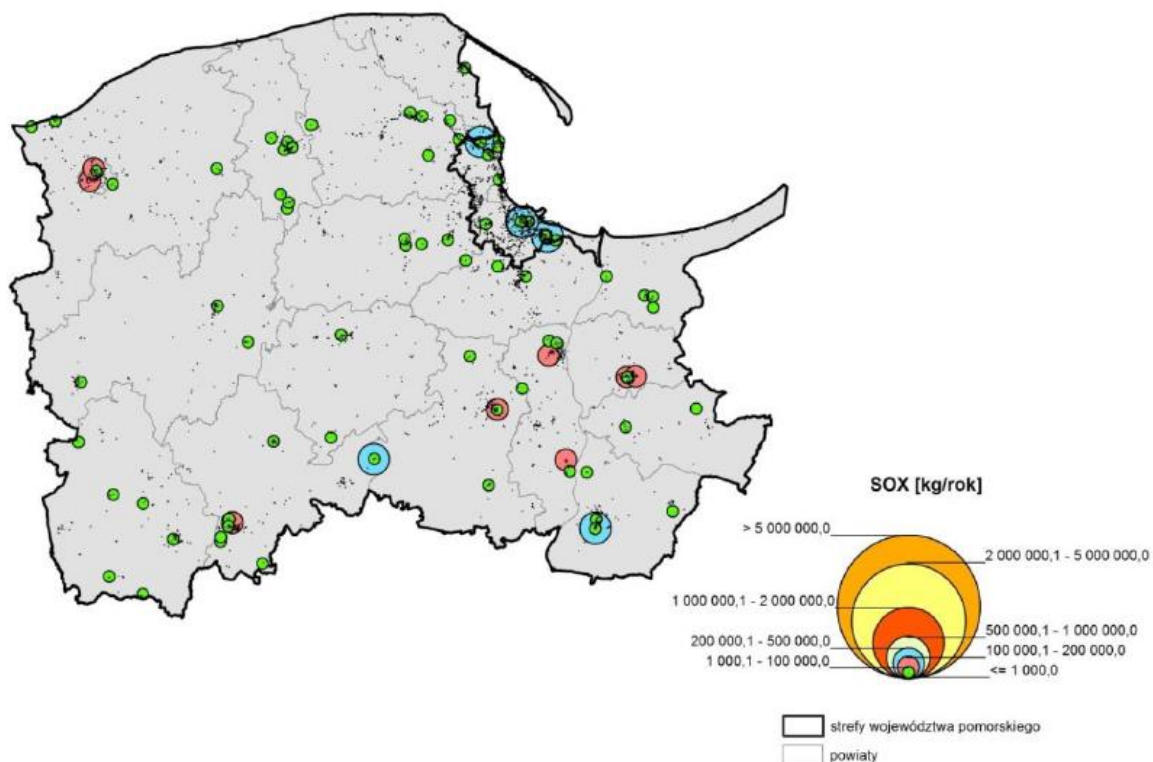 SOX [kg/rok]
> 5 000 000,0
2 000 000,1 - 5 000 000,0
1 000 000,1 - 2 000 000,0
500 000,1 - 1 000 000,0
200 000,1 - 500 000,0
100 000,1 - 200 000,0
1 000,1 - 100 000,0
<= 1 000,0
strefy województwa pomorskiego
powiaty